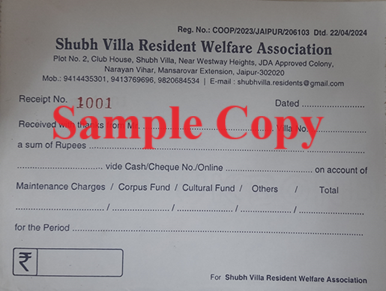 Reg. No.: COOP/2023/JAIPUR/206103 Dtd. 22/04/2024
Shubh Villa Resident Welfare Association
Plot No. 2, Club House, Shubh Villa, Near Westway Heights, JDA Approved Colony,
Narayan Vihar, Mansarovar Extension, Jaipur-302020
Mob.: 9414435301, 9413769696, 9820684534 | E-mail : shubhvilla.residents@gmail.com
Receipt No. 1001 Dated ....................
Sample Copy
Received with thanks from M ........ Villa No. ........
a sum of Rupees ........................................
.................... vide Cash/Cheque No./Online .................... on account of
Maintenance Charges / Corpus Fund / Cultural Fund / Others / Total
.................... / .................... / .................... / .................... / ....................
for the Period ....................
₹
For Shubh Villa Resident Welfare Association